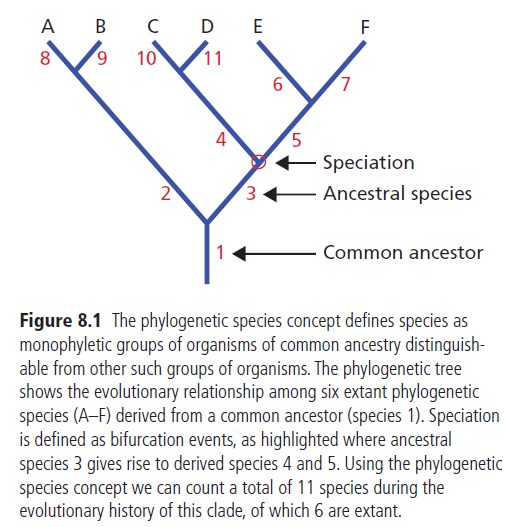 A B C D E F
8 9 10 11
6 7
4 5
Speciation
2 3 Ancestral species
1 Common ancestor
Figure 8.1 The phylogenetic species concept defines species as
monophyletic groups of organisms of common ancestry distinguish-
able from other such groups of organisms. The phylogenetic tree
shows the evolutionary relationship among six extant phylogenetic
species (A–F) derived from a common ancestor (species 1). Speciation
is defined as bifurcation events, as highlighted where ancestral
species 3 gives rise to derived species 4 and 5. Using the phylogenetic
species concept we can count a total of 11 species during the
evolutionary history of this clade, of which 6 are extant.